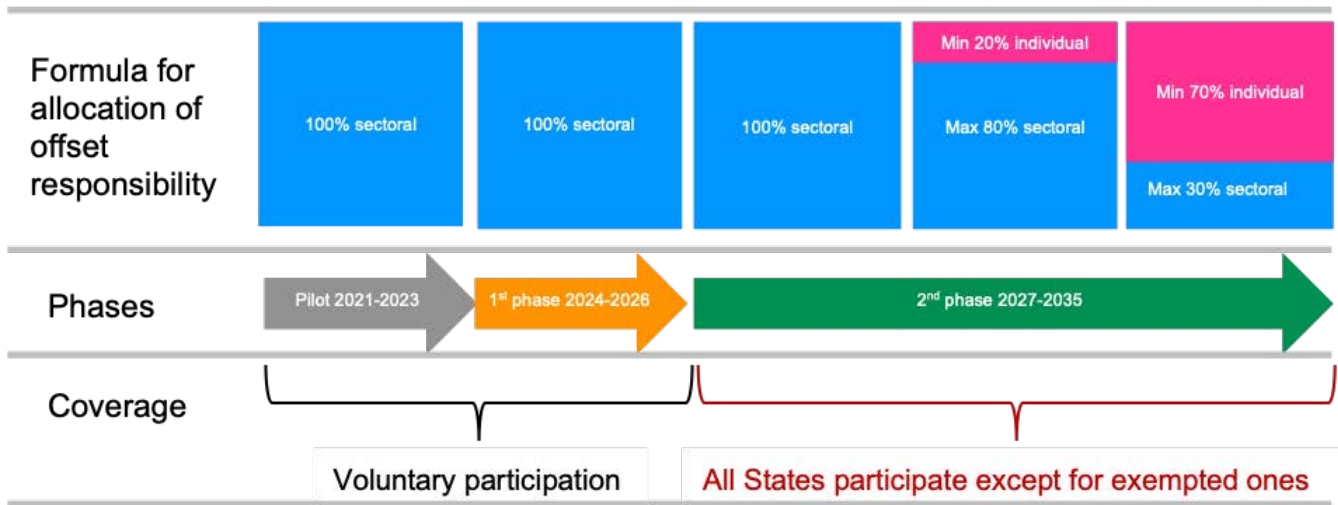 Formula for
allocation of
offset
responsibility
100% sectoral
100% sectoral
100% sectoral
Min 20% individual
Max 80% sectoral
Min 70% individual
Max 30% sectoral
Phases
Pilot 2021-2023
1st phase 2024-2026
2nd phase 2027-2035
Coverage
Voluntary participation
All States participate except for exempted ones